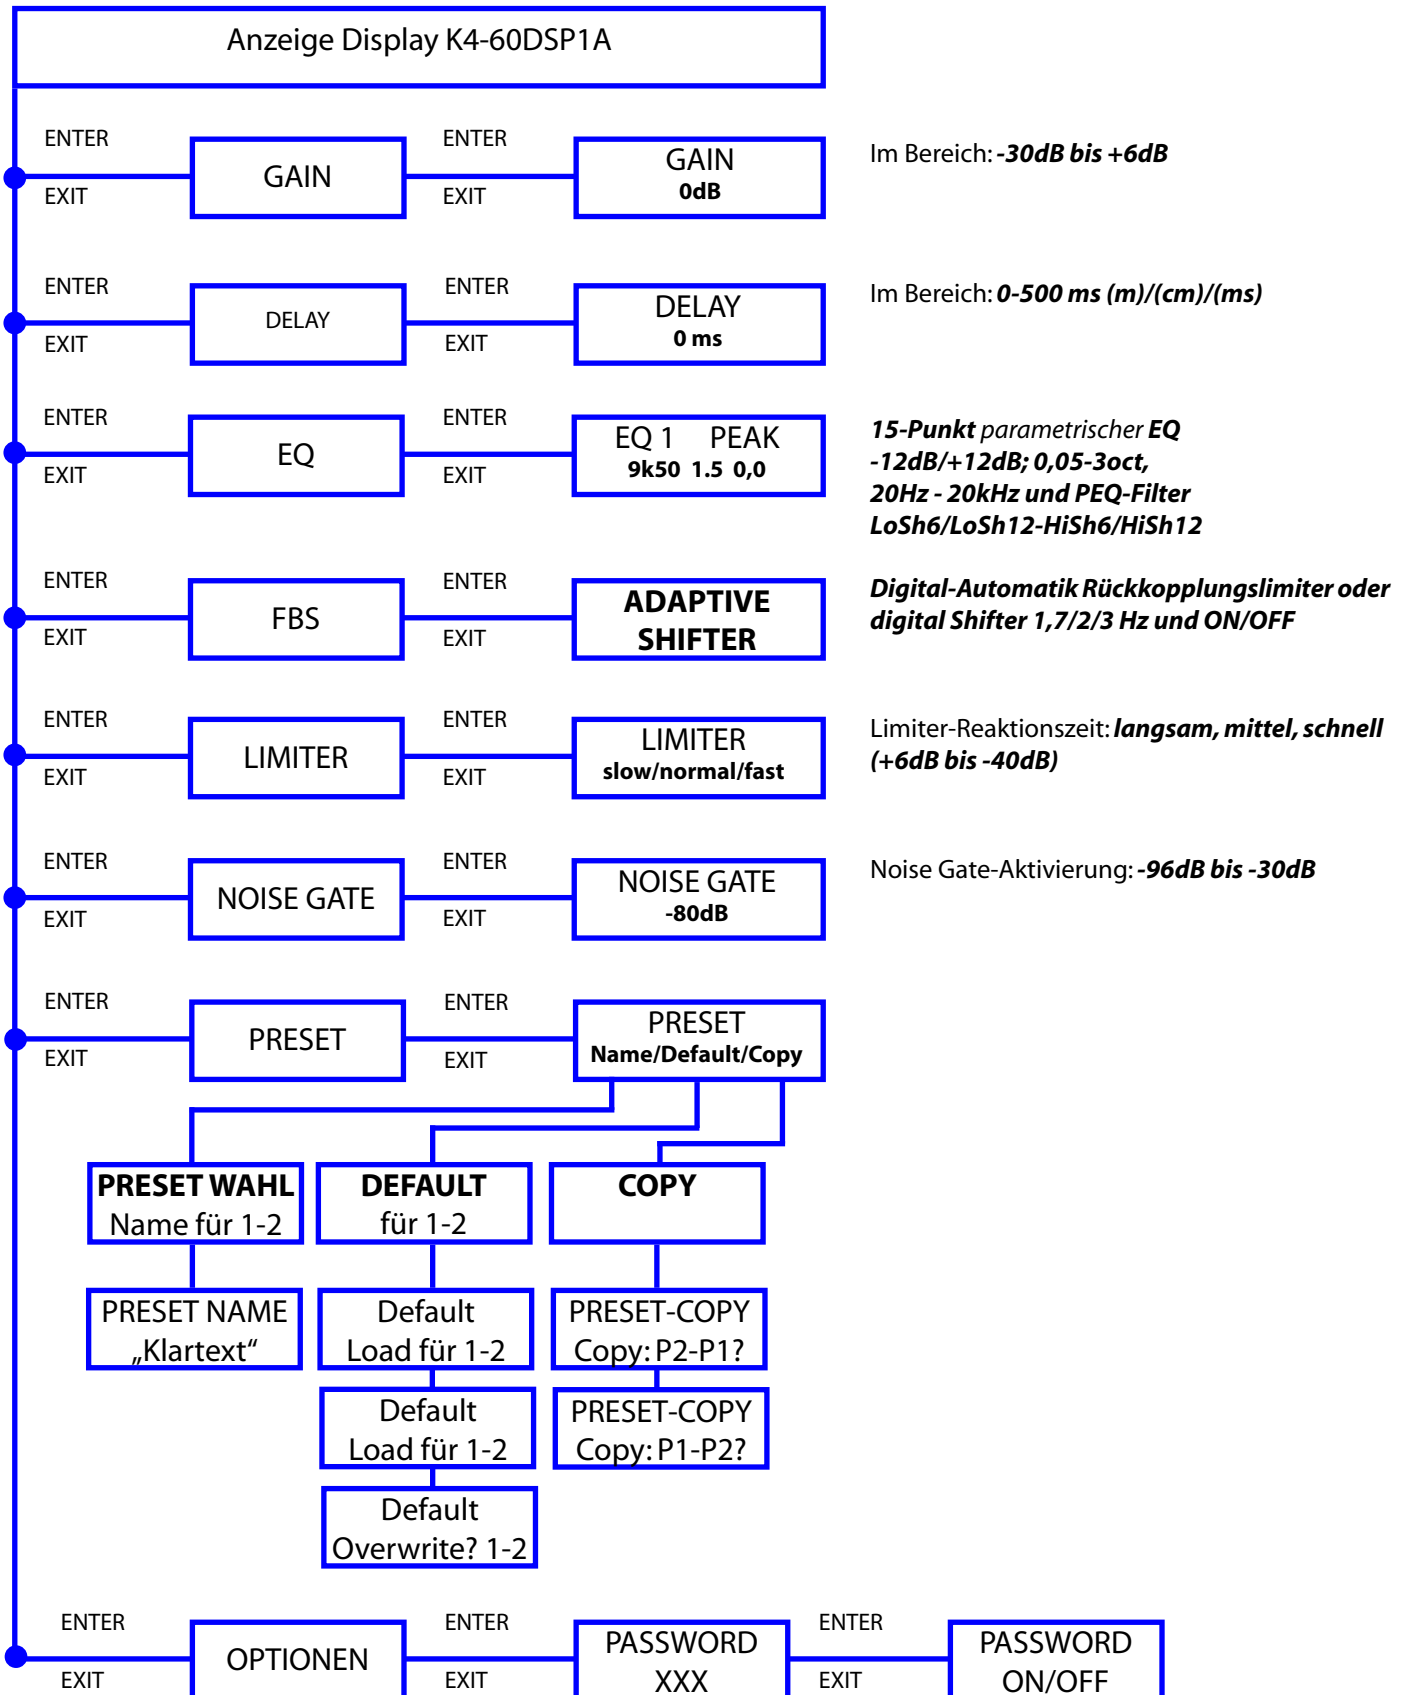 Anzeige Display K4-60DSP1A
ENTER
EXIT
GAIN
ENTER
EXIT
GAIN
0dB
Im Bereich: -30dB bis +6dB
ENTER
EXIT
DELAY
ENTER
EXIT
DELAY
0 ms
Im Bereich: 0-500 ms (m)/(cm)/(ms)
ENTER
EXIT
EQ
ENTER
EXIT
EQ 1 PEAK
9k50 1.5 0,0
15-Punkt parametrischer EQ
-12dB/+12dB; 0,05-3oct,
20Hz - 20kHz und PEQ-Filter
LoSh6/LoSh12-HiSh6/HiSh12
ENTER
EXIT
FBS
ENTER
EXIT
ADAPTIVE
SHIFTER
Digital-Automatik Rückkopplungslimiter oder
digital Shifter 1,7/2/3 Hz und ON/OFF
ENTER
EXIT
LIMITER
ENTER
EXIT
LIMITER
slow/normal/fast
Limiter-Reaktionszeit: langsam, mittel, schnell
(+6dB bis -40dB)
ENTER
EXIT
NOISE GATE
ENTER
EXIT
NOISE GATE
-80dB
Noise Gate-Aktivierung: -96dB bis -30dB
ENTER
EXIT
PRESET
ENTER
EXIT
PRESET
Name/Default/Copy
PRESET WAHL
Name für 1-2
PRESET NAME
„Klartext“
DEFAULT
für 1-2
Default
Load für 1-2
Default
Load für 1-2
Default
Overwrite? 1-2
COPY
PRESET-COPY
Copy: P2-P1?
PRESET-COPY
Copy: P1-P2?
ENTER
EXIT
OPTIONEN
ENTER
EXIT
PASSWORD
XXX
ENTER
EXIT
PASSWORD
ON/OFF